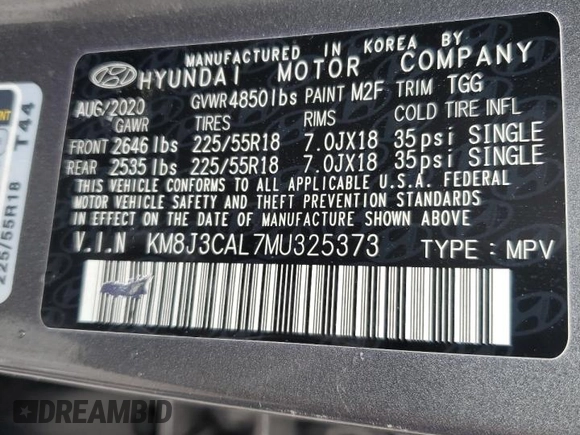 MANUFACTURED IN KOREA BY
HYUNDAI MOTOR COMPANY
AUG/2020 GVWR 4850 lbs PAINT M2F TRIM TGG
GAWR TIRES RIMS COLD TIRE INFL
FRONT 2646 lbs 225/55R18 7.0JX18 35 psi SINGLE
REAR 2535 lbs 225/55R18 7.0JX18 35 psi SINGLE
THIS VEHICLE CONFORMS TO ALL APPLICABLE U.S.A. FEDERAL
MOTOR VEHICLE SAFETY AND THEFT PREVENTION STANDARDS
IN EFFECT ON THE DATE OF MANUFACTURE SHOWN ABOVE.
V.I.N KM8J3CAL7MU325373 TYPE : MPV
225/55R18 T44
DREAMBID